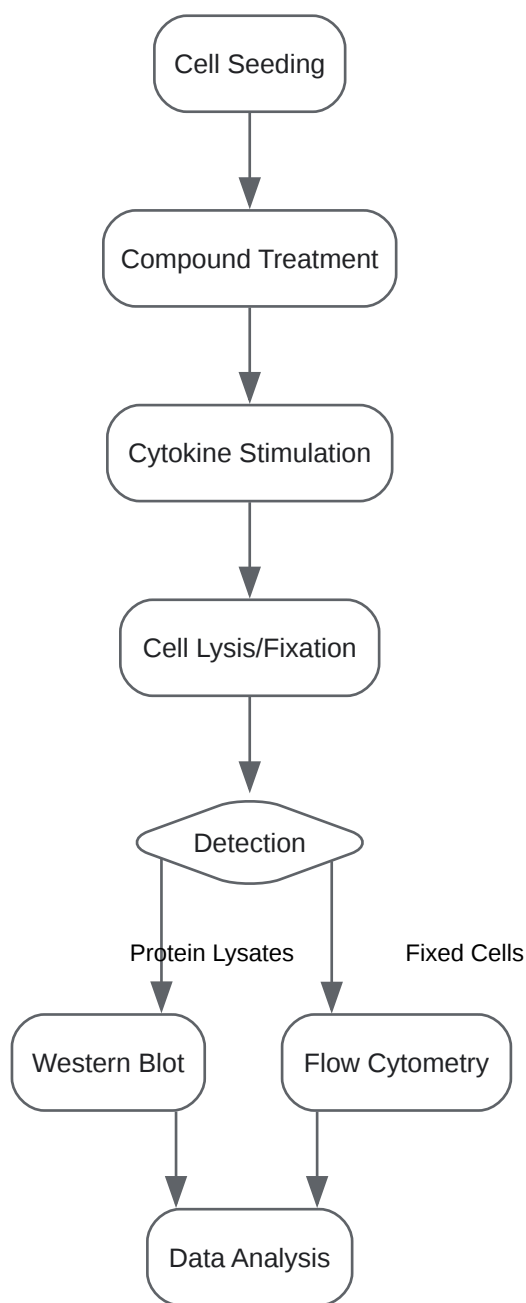 Cell Seeding
Compound Treatment
Cytokine Stimulation
Cell Lysis/Fixation
Detection
Protein Lysates
Fixed Cells
Western Blot
Flow Cytometry
Data Analysis